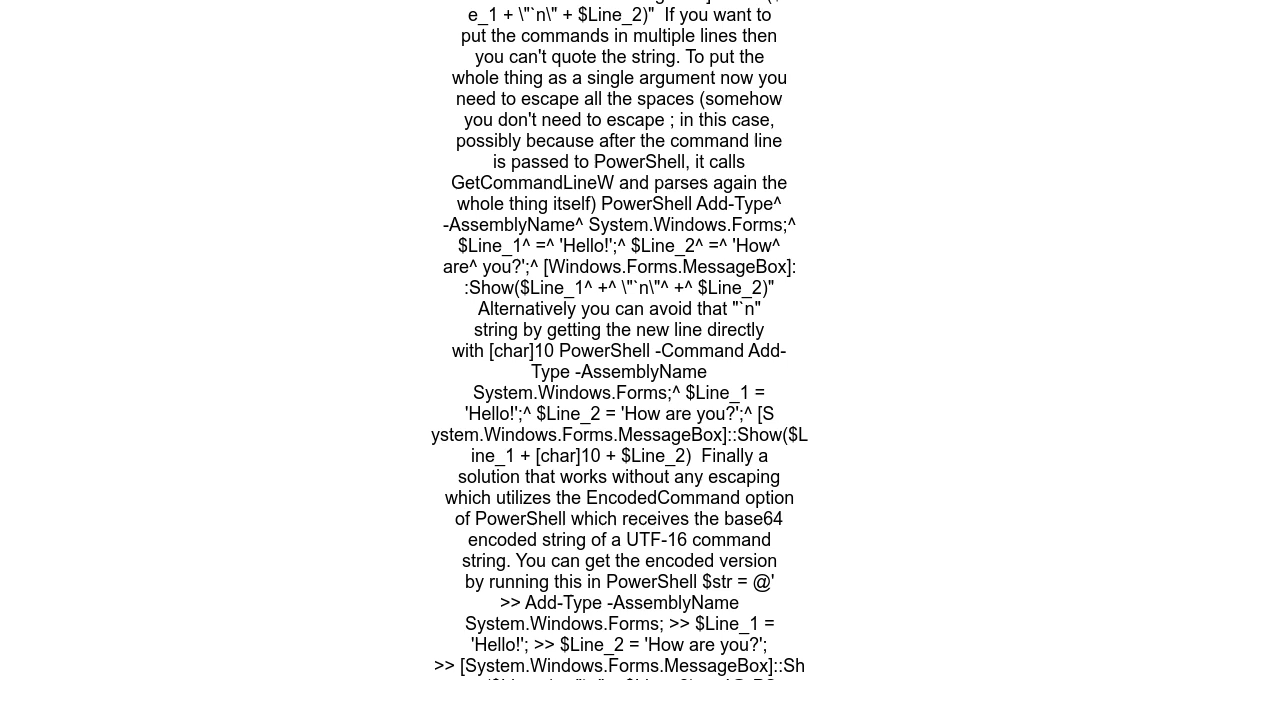 e_1 + \"`n\" + $Line_2)"  If you want to
put the commands in multiple lines then
you can't quote the string. To put the
whole thing as a single argument now you
need to escape all the spaces (somehow
you don't need to escape ; in this case,
possibly because after the command line
is passed to PowerShell, it calls
GetCommandLineW and parses again the
whole thing itself) PowerShell Add-Type^
-AssemblyName^ System.Windows.Forms;^
$Line_1^ =^ 'Hello!';^ $Line_2^ =^ 'How^
are^ you?';^ [Windows.Forms.MessageBox]:
:Show($Line_1^ +^ \"`n\"^ +^ $Line_2)"
Alternatively you can avoid that "`n"
string by getting the new line directly
with [char]10 PowerShell -Command Add-
Type -AssemblyName
System.Windows.Forms;^ $Line_1 =
'Hello!';^ $Line_2 = 'How are you?';^ [S
ystem.Windows.Forms.MessageBox]::Show($L
ine_1 + [char]10 + $Line_2)  Finally a
solution that works without any escaping
which utilizes the EncodedCommand option
of PowerShell which receives the base64
encoded string of a UTF-16 command
string. You can get the encoded version
by running this in PowerShell $str = @'
>> Add-Type -AssemblyName
System.Windows.Forms; >> $Line_1 =
'Hello!'; >> $Line_2 = 'How are you?';
>> [System.Windows.Forms.MessageBox]::Sh